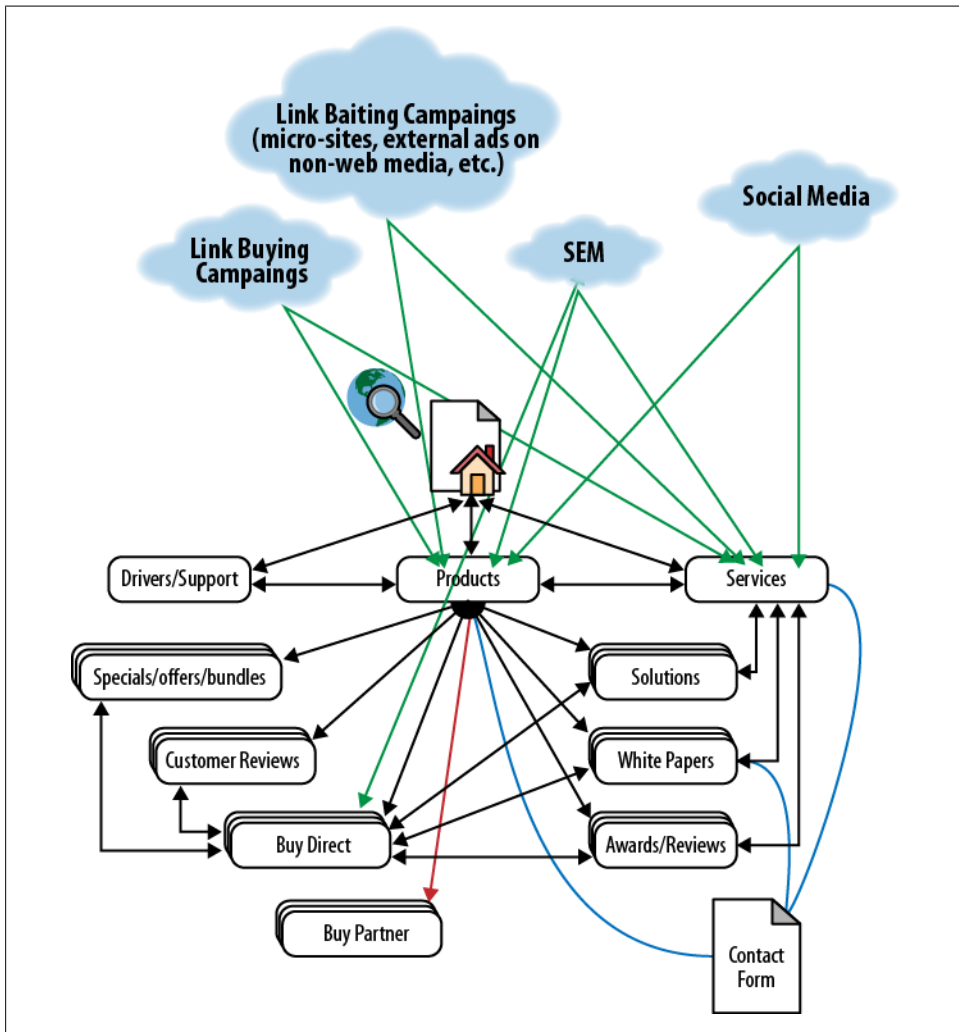 Link Baiting Campaings
(micro-sites, external ads on
non-web media, etc.)
Social Media
Link Buying
Campaings
SEM
Drivers/Support
Products
Services
Specials/offers/bundles
Solutions
Customer Reviews
White Papers
Buy Direct
Awards/Reviews
Buy Partner
Contact
Form